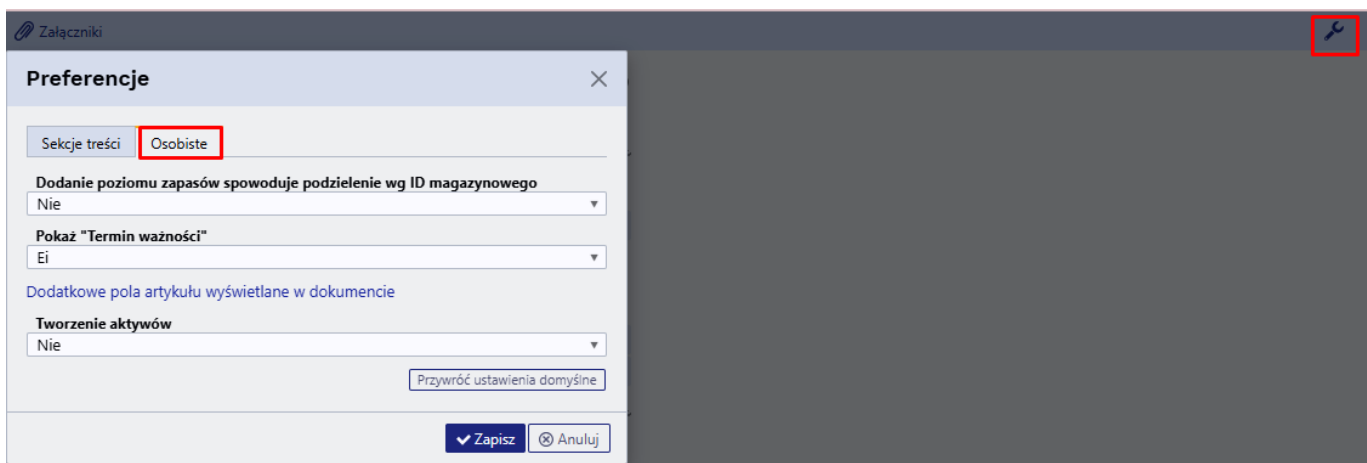 Załączniki
Preferencje
Sekcje treści Osobiste
Dodanie poziomu zapasów spowoduje podzielenie wg ID magazynowego
Nie
Pokaż "Termin ważności"
Ei
Dodatkowe pola artykułu wyświetlane w dokumencie
Tworzenie aktywów
Nie
Przywróć ustawienia domyślne
Zapisz Anuluj